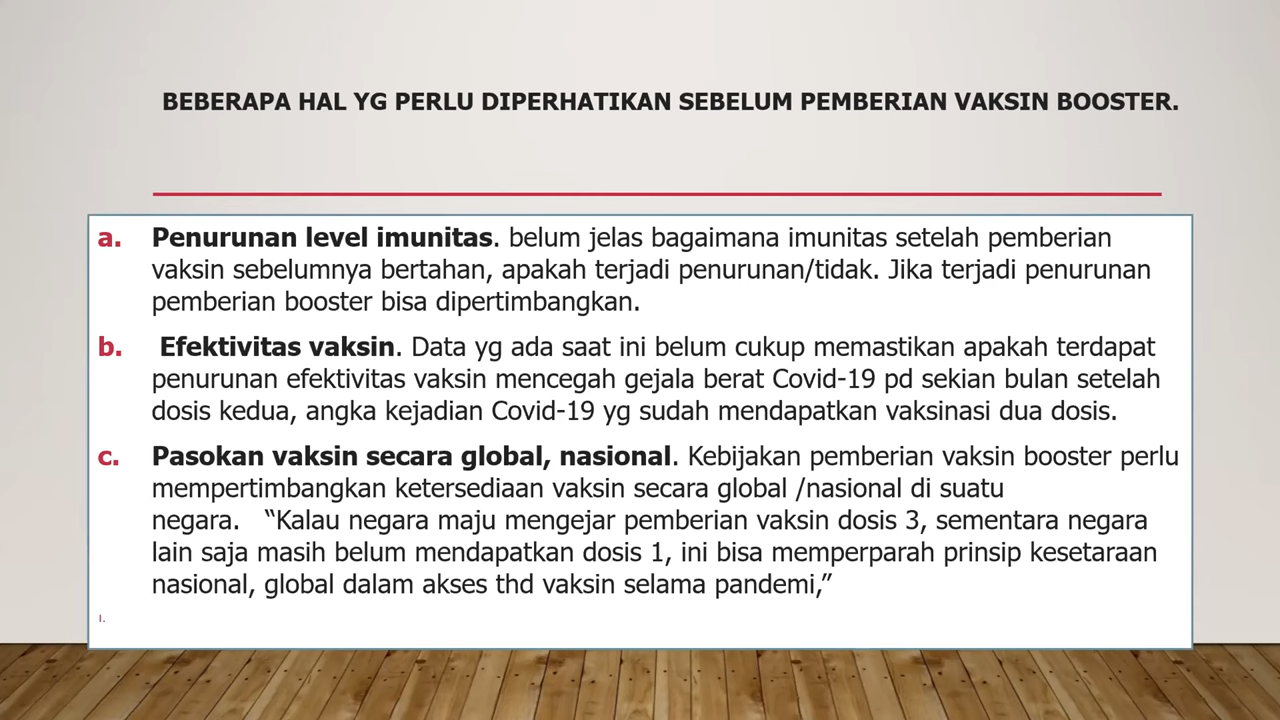 BEBERAPA HAL YG PERLU DIPERHATIKAN SEBELUM PEMBERIAN VAKSIN BOOSTER.
a. Penurunan level imunitas. belum jelas bagaimana imunitas setelah pemberian
vaksin sebelumnya bertahan, apakah terjadi penurunan/tidak. Jika terjadi penurunan
pemberian booster bisa dipertimbangkan.
b. Efektivitas vaksin. Data yg ada saat ini belum cukup memastikan apakah terdapat
penurunan efektivitas vaksin mencegah gejala berat Covid-19 pd sekian bulan setelah
dosis kedua, angka kejadian Covid-19 yg sudah mendapatkan vaksinasi dua dosis.
c. Pasokan vaksin secara global, nasional. Kebijakan pemberian vaksin booster perlu
mempertimbangkan ketersediaan vaksin secara global /nasional di suatu
negara. “Kalau negara maju mengejar pemberian vaksin dosis 3, sementara negara
lain saja masih belum mendapatkan dosis 1, ini bisa memperparah prinsip kesetaraan
nasional, global dalam akses thd vaksin selama pandemi,”
I.